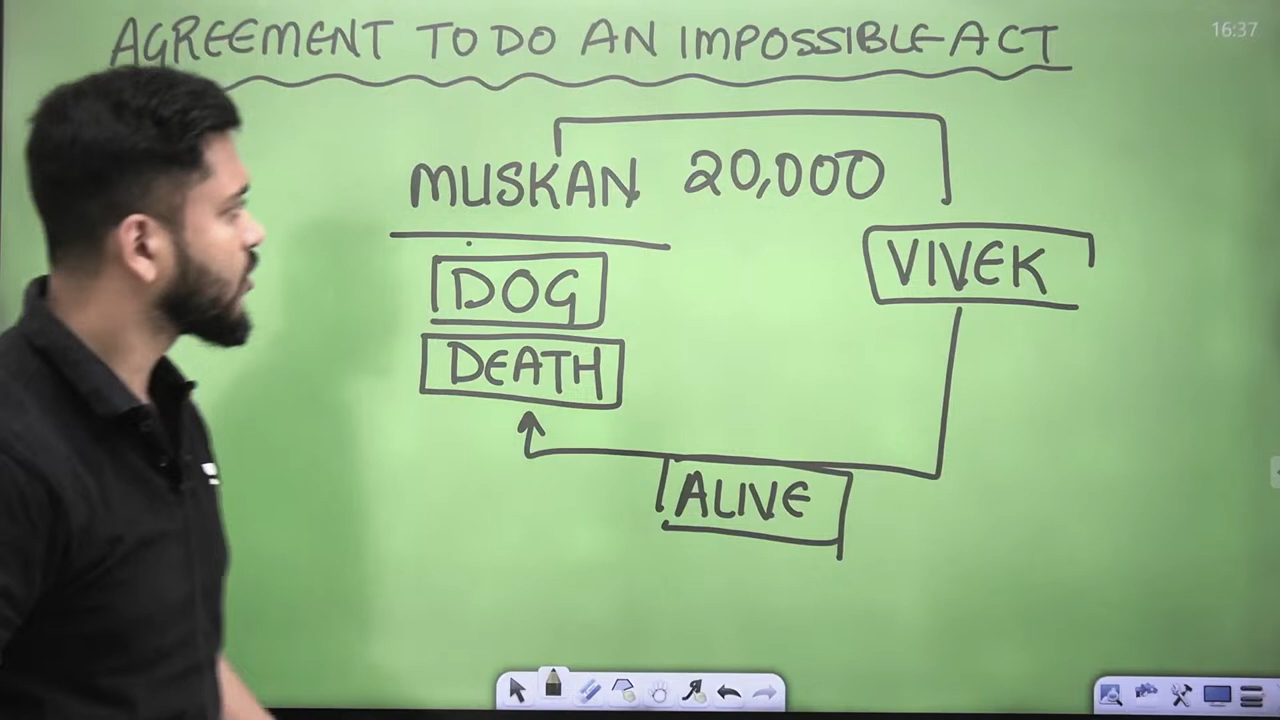 AGREEMENT TO DO AN IMPOSSIBLE ACT
16:37
MUSKAN 20,000
VIVEK
DOG
DEATH
ALIVE